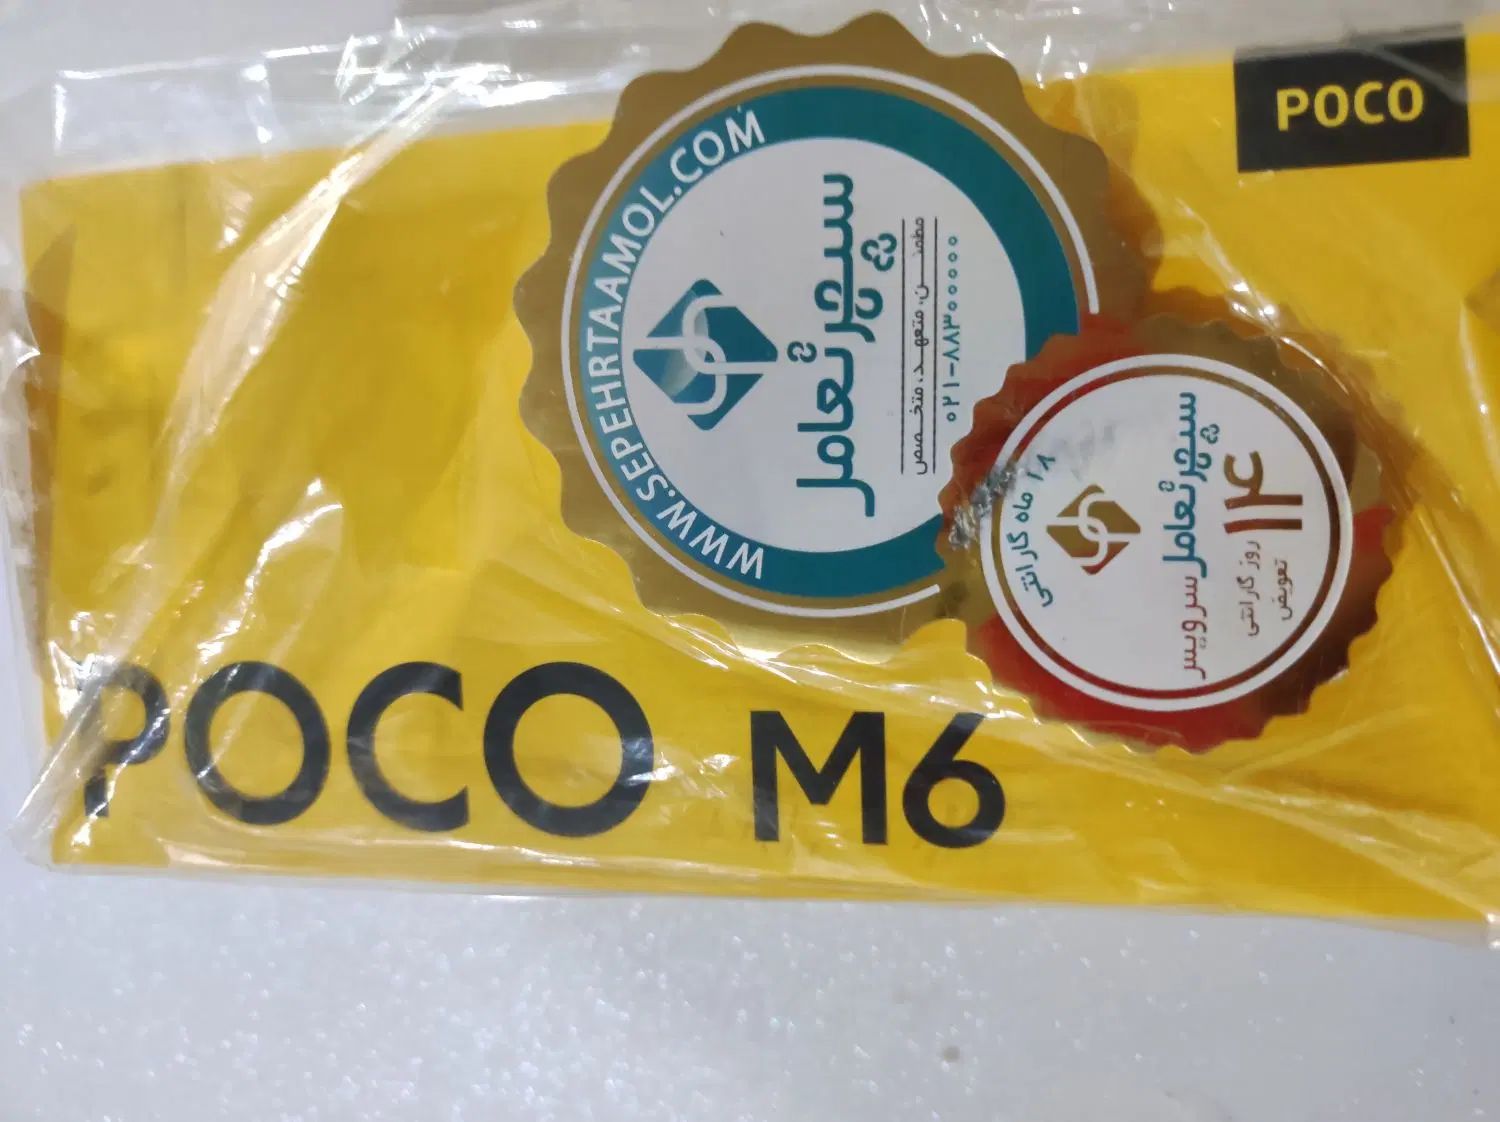 POCO
WWW.SEPEHRTAAMOL.COM
سپهر تعامل
مطمئن، متعهد، متخصص
۰۲۱-۸۸۳۰۰۰۰۰
۱۸ ماه گارانتی
سپهر تعامل سرویس
۱۴ روز گارانتی
تعویض
POCO M6